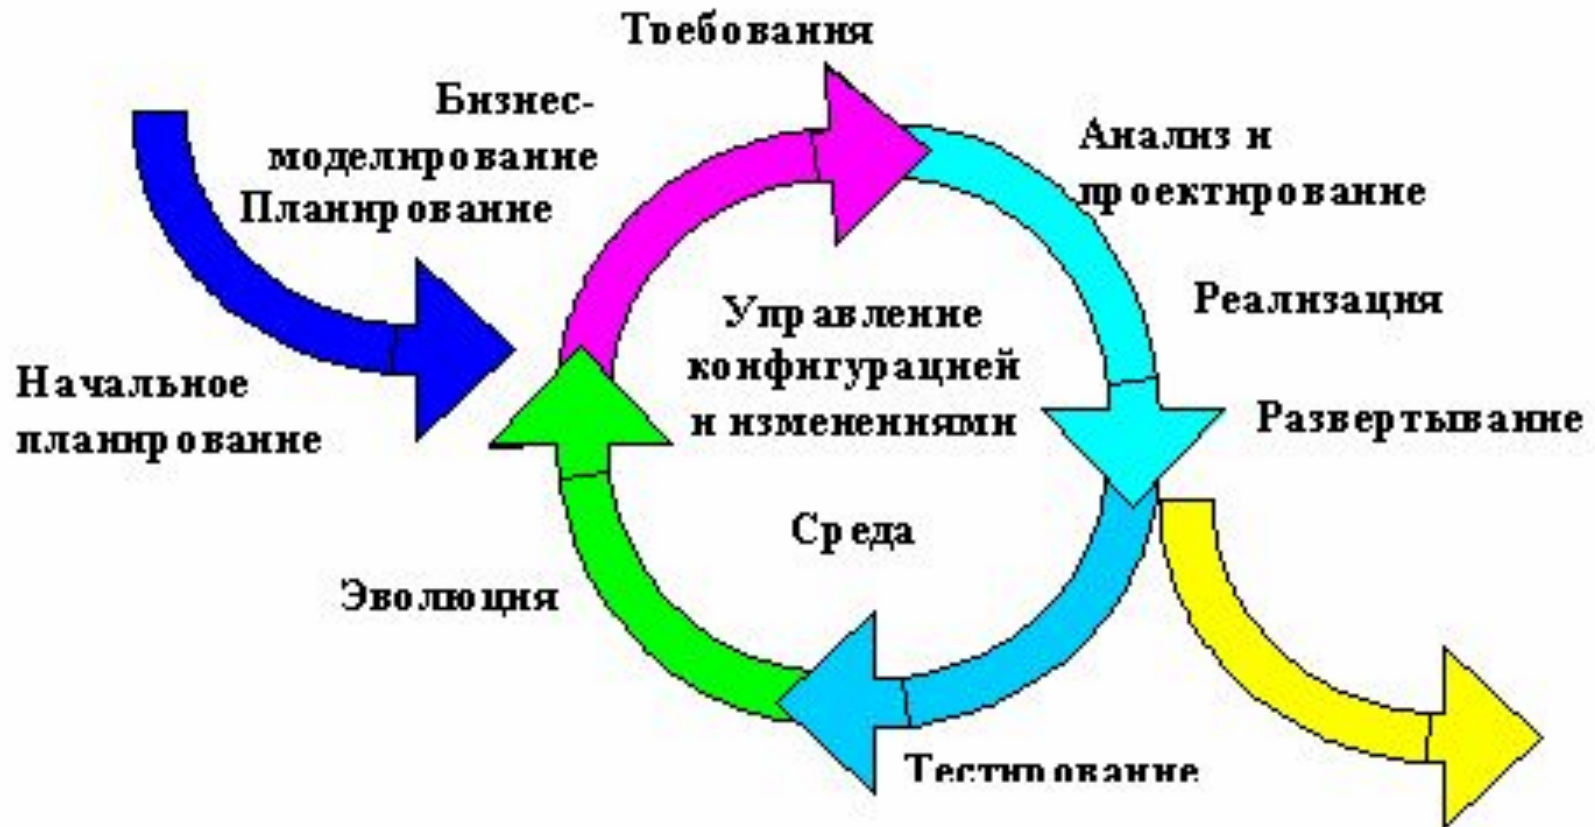 Требования
Бизнес-
моделирование
Планирование
Анализ и
проектирование
Реализация
Управление
конфигурацией
и изменениями
Начальное
планирование
Развертывание
Среда
Эволюция
Тестирование